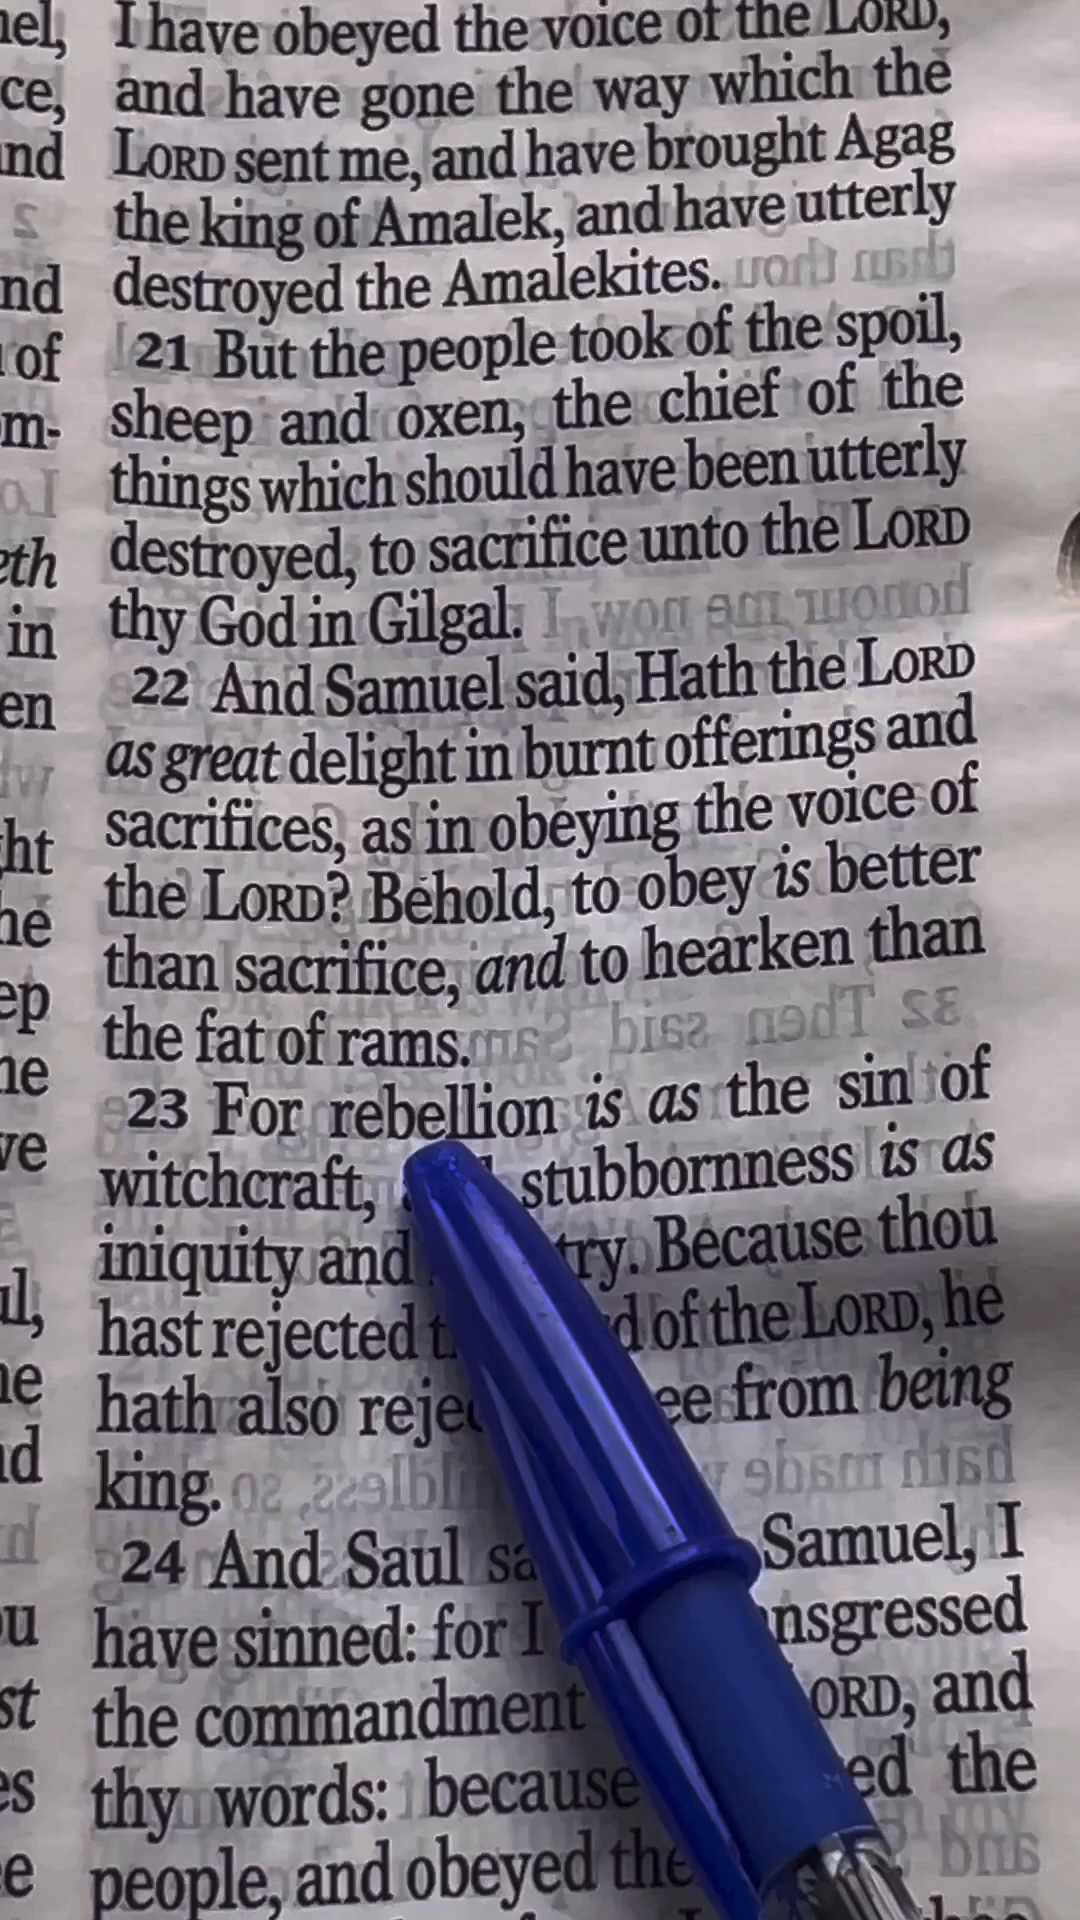 I have obeyed the voice of the LORD,
and have gone the way which the
LORD sent me, and have brought Agag
the king of Amalek, and have utterly
destroyed the Amalekites.
21 But the people took of the spoil,
sheep and oxen, the chief of the
things which should have been utterly
destroyed, to sacrifice unto the LORD
thy God in Gilgal.
22 And Samuel said, Hath the LORD
as great delight in burnt offerings and
sacrifices, as in obeying the voice of
the LORD? Behold, to obey is better
than sacrifice, and to hearken than
the fat of rams.
23 For rebellion is as the sin of
witchcraft, stubbornness is as
iniquity and Because thou
hast rejected of the LORD, he
hath also from being
king.
24 And Saul Samuel, I
have sinned: for I
the commandment LORD, and
thy words: because the
people, and obeyed